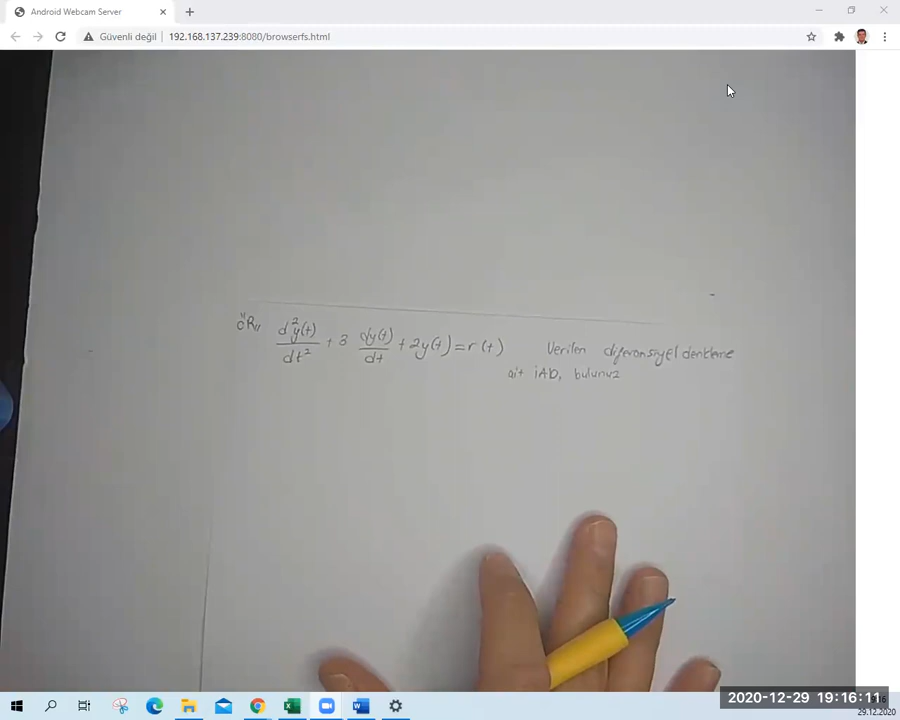 Android Webcam Server
Güvenli değil 192.168.137.239:8080/browserfs.html
ÖR// d²y(t)/dt² + 3 dy(t)/dt + 2y(t) = r(t) Verilen diferansiyel denkleme
ait İAD, bulunuz
2020-12-29 19:16:11
29.12.2020